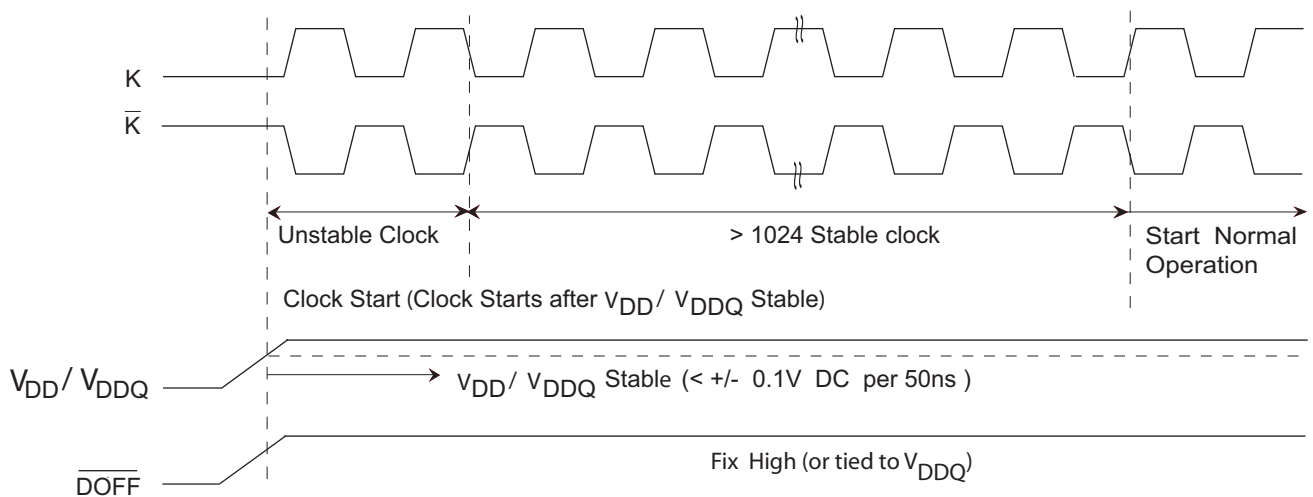 K
K̅
Unstable Clock
> 1024 Stable clock
Start Normal
Operation
Clock Start (Clock Starts after VDD / VDDQ Stable)
VDD / VDDQ
VDD / VDDQ Stable (< +/- 0.1V DC per 50ns )
D̅O̅F̅F̅
Fix High (or tied to VDDQ)